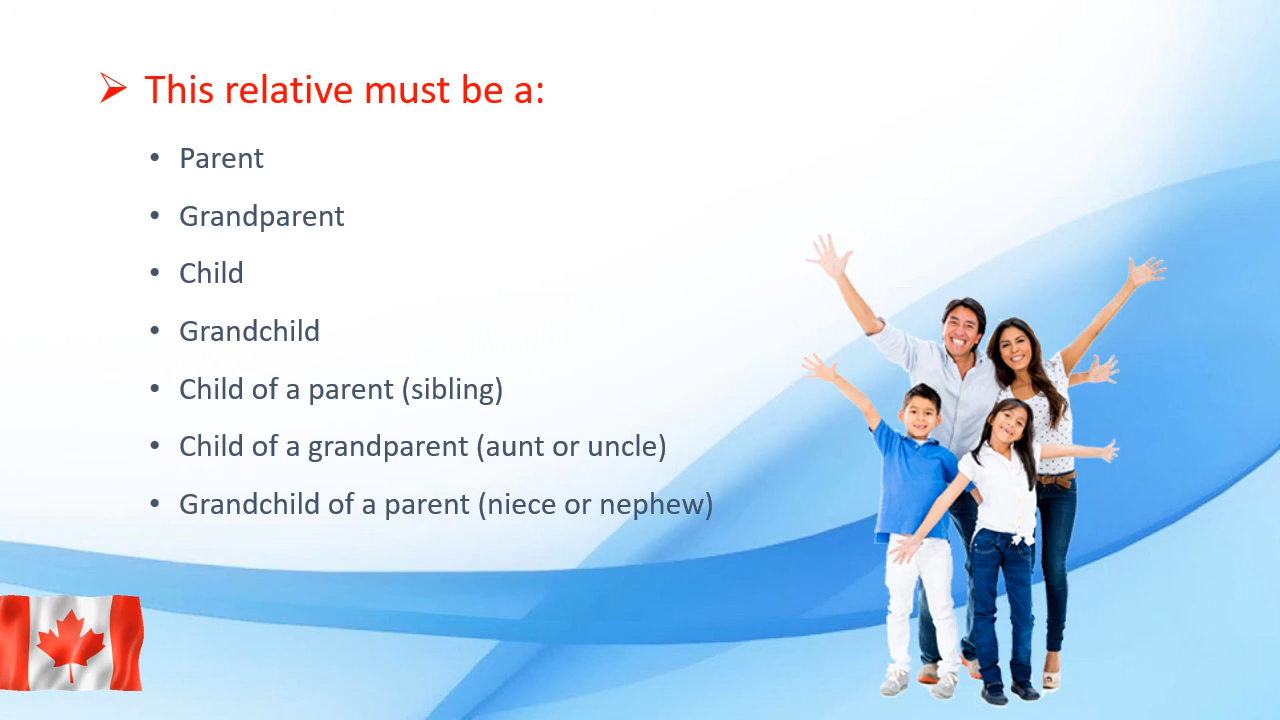 ➢ This relative must be a:
• Parent
• Grandparent
• Child
• Grandchild
• Child of a parent (sibling)
• Child of a grandparent (aunt or uncle)
• Grandchild of a parent (niece or nephew)